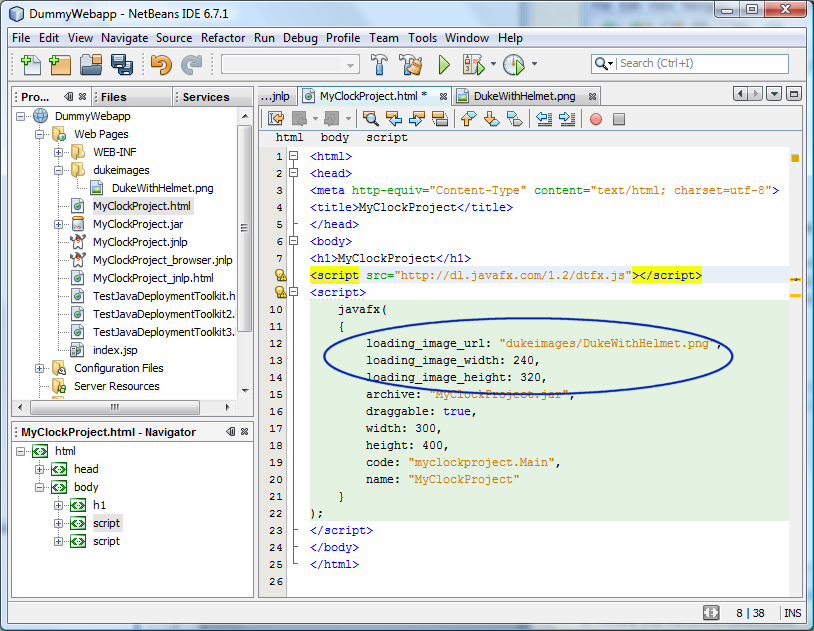 DummyWebapp - NetBeans IDE 6.7.1
File Edit View Navigate Source Refactor Run Debug Profile Team Tools Window Help
Search (Ctrl+I)
Pro... Files Services
DummyWebapp
Web Pages
WEB-INF
dukeimages
DukeWithHelmet.png
MyClockProject.html
MyClockProject.jar
MyClockProject.jnlp
MyClockProject_browser.jnlp
MyClockProject_jnlp.html
TestJavaDeploymentToolkit.h
TestJavaDeploymentToolkit2.
TestJavaDeploymentToolkit3.
index.jsp
Configuration Files
Server Resources
MyClockProject.html - Navigator
html
head
body
h1
script
script
...jnlp MyClockProject.html * DukeWithHelmet.png
html body script
1 <html>
2 <head>
3 <meta http-equiv="Content-Type" content="text/html; charset=utf-8">
4 <title>MyClockProject</title>
5 </head>
6 <body>
7 <h1>MyClockProject</h1>
<script src="http://dl.javafx.com/1.2/dtfx.js"></script>
<script>
10 javafx(
11 {
12 loading_image_url: "dukeimages/DukeWithHelmet.png",
13 loading_image_width: 240,
14 loading_image_height: 320,
15 archive: "MyClockProject.jar",
16 draggable: true,
17 width: 300,
18 height: 400,
19 code: "myclockproject.Main",
20 name: "MyClockProject"
21 }
22 );
23 </script>
24 </body>
25 </html>
26
8 | 38 INS